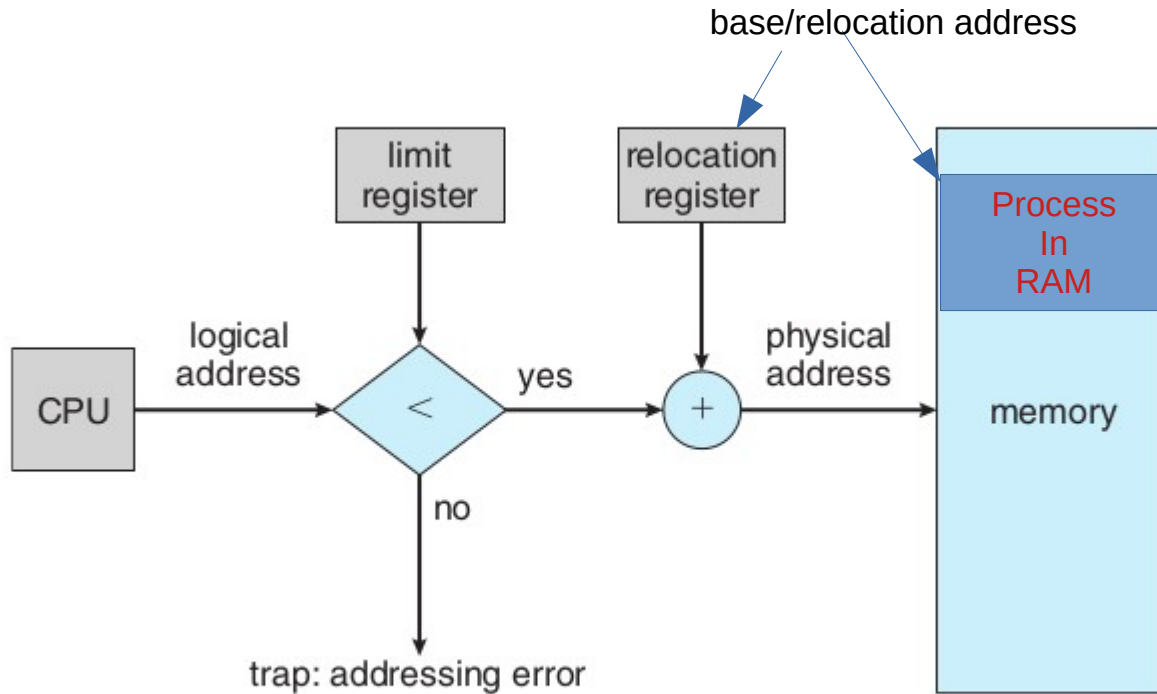 base/relocation address
limit
register
relocation
register
Process
In
RAM
logical
address
yes
physical
address
CPU
<
+
memory
no
trap: addressing error